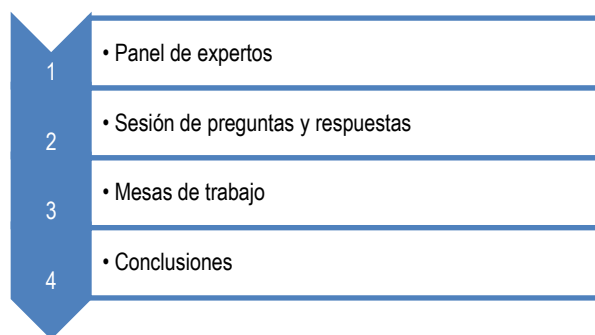 1
• Panel de expertos
2
• Sesión de preguntas y respuestas
3
• Mesas de trabajo
4
• Conclusiones